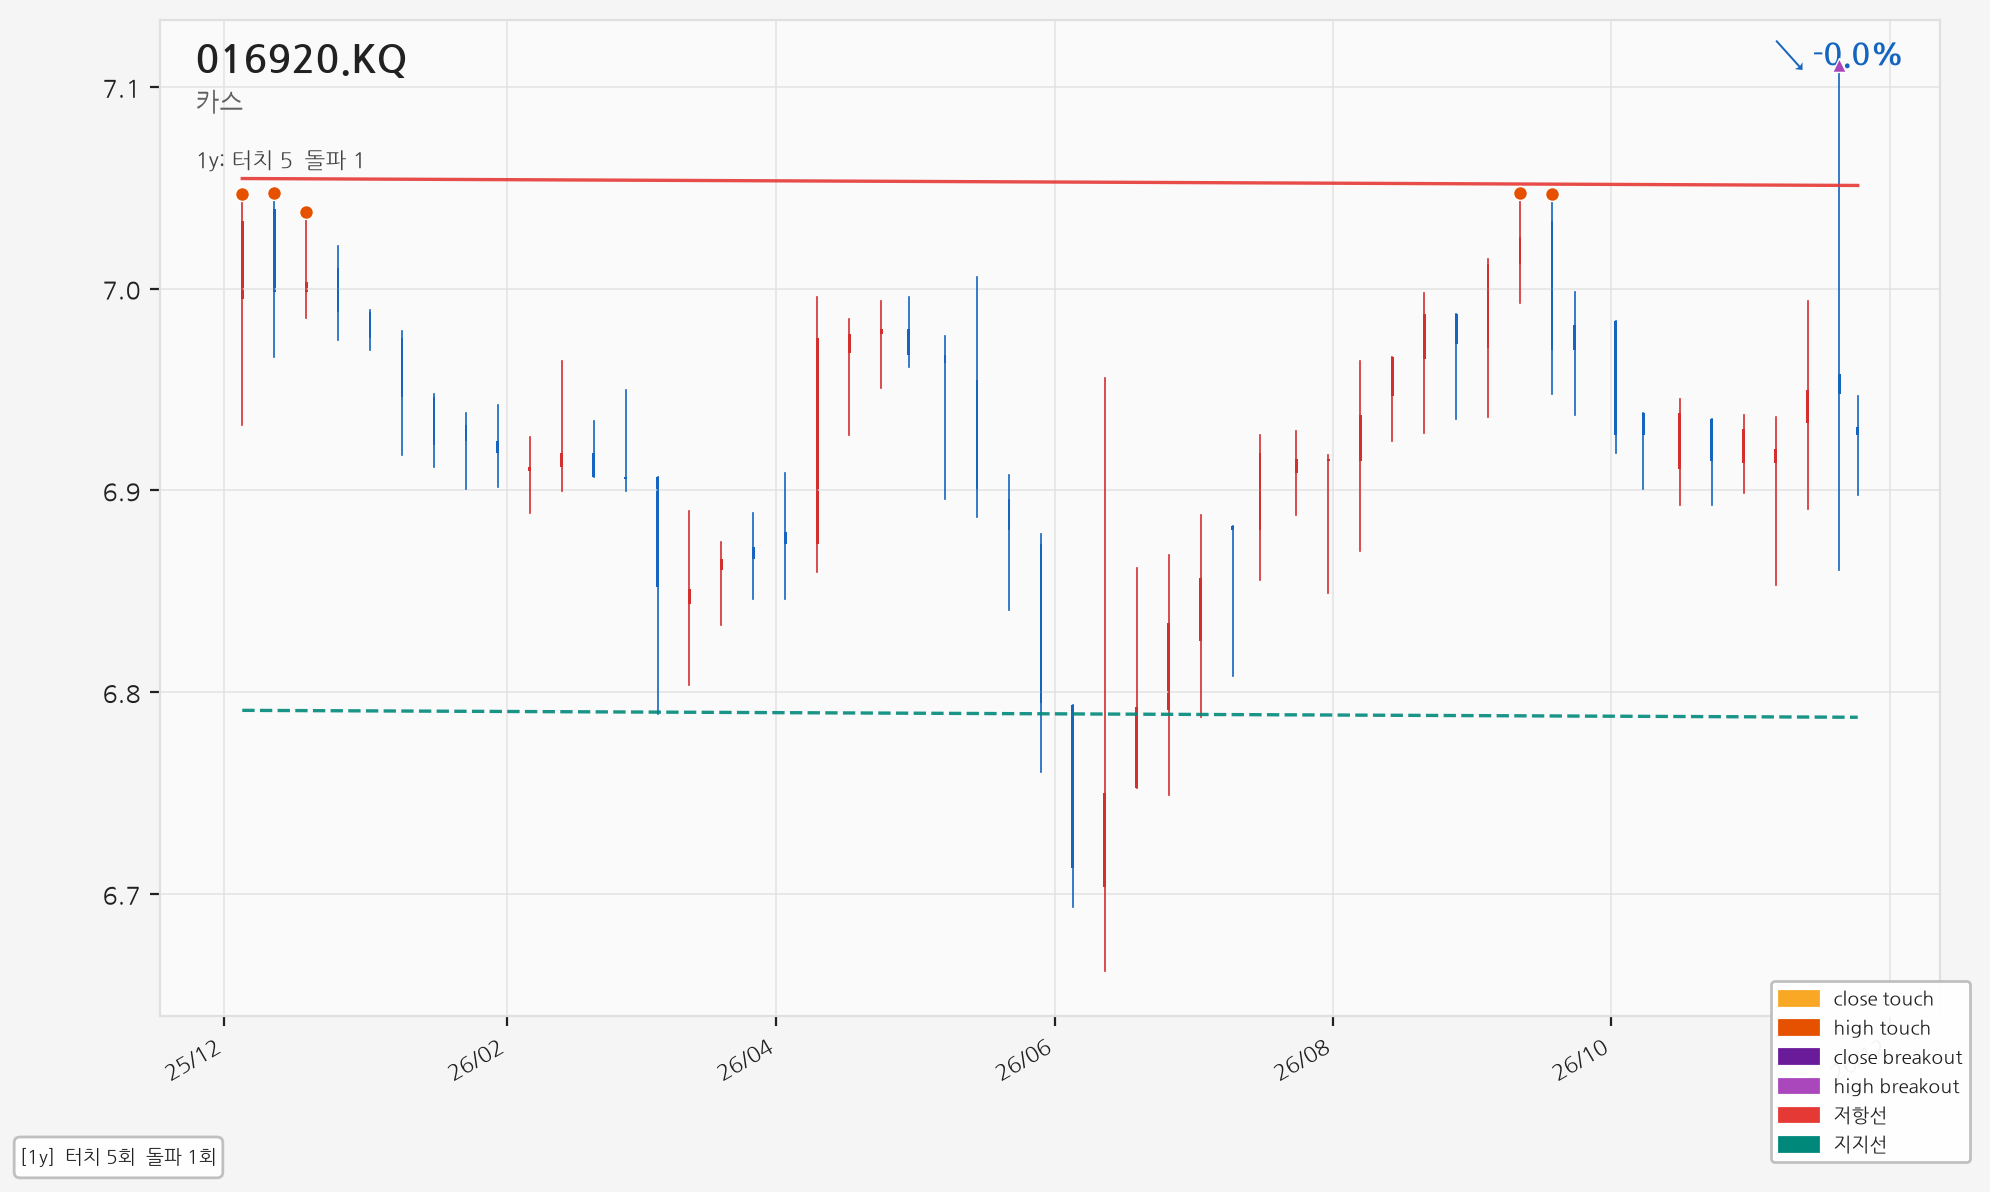 016920.KQ
카스
1y: 터치 5 돌파 1
-0.0%
7.1
7.0
6.9
6.8
6.7
25/12
26/02
26/04
26/06
26/08
26/10
close touch
high touch
close breakout
high breakout
저항선
지지선
[1y] 터치 5회 돌파 1회